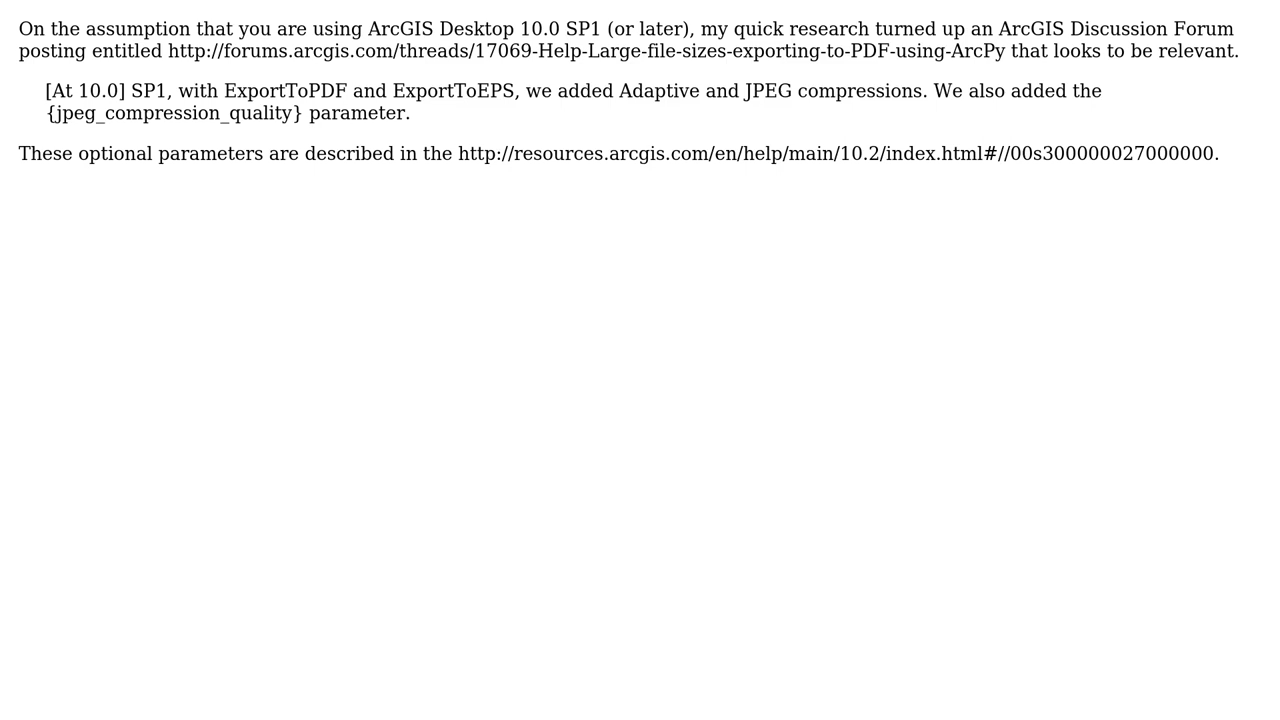 On the assumption that you are using ArcGIS Desktop 10.0 SP1 (or later), my quick research turned up an ArcGIS Discussion Forum
posting entitled http://forums.arcgis.com/threads/17069-Help-Large-file-sizes-exporting-to-PDF-using-ArcPy that looks to be relevant.
[At 10.0] SP1, with ExportToPDF and ExportToEPS, we added Adaptive and JPEG compressions. We also added the
{jpeg_compression_quality} parameter.
These optional parameters are described in the http://resources.arcgis.com/en/help/main/10.2/index.html#//00s300000027000000.